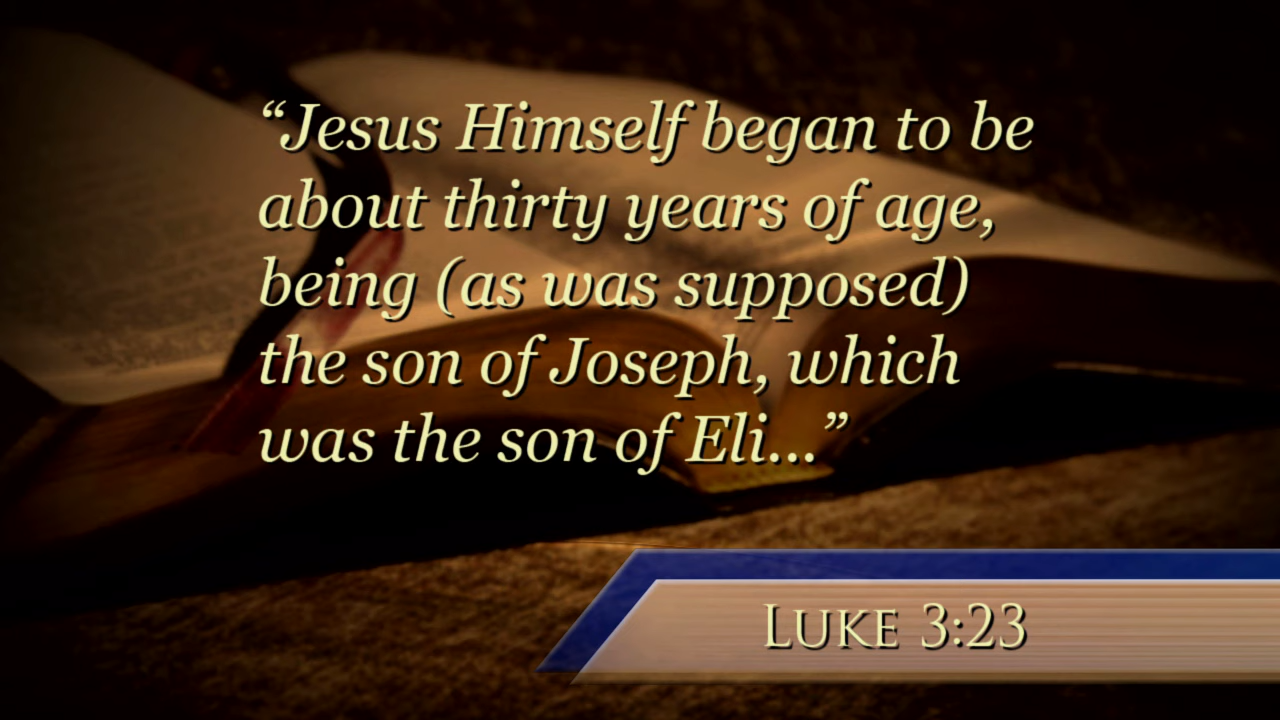 “Jesus Himself began to be
about thirty years of age,
being (as was supposed)
the son of Joseph, which
was the son of Eli...”
LUKE 3:23